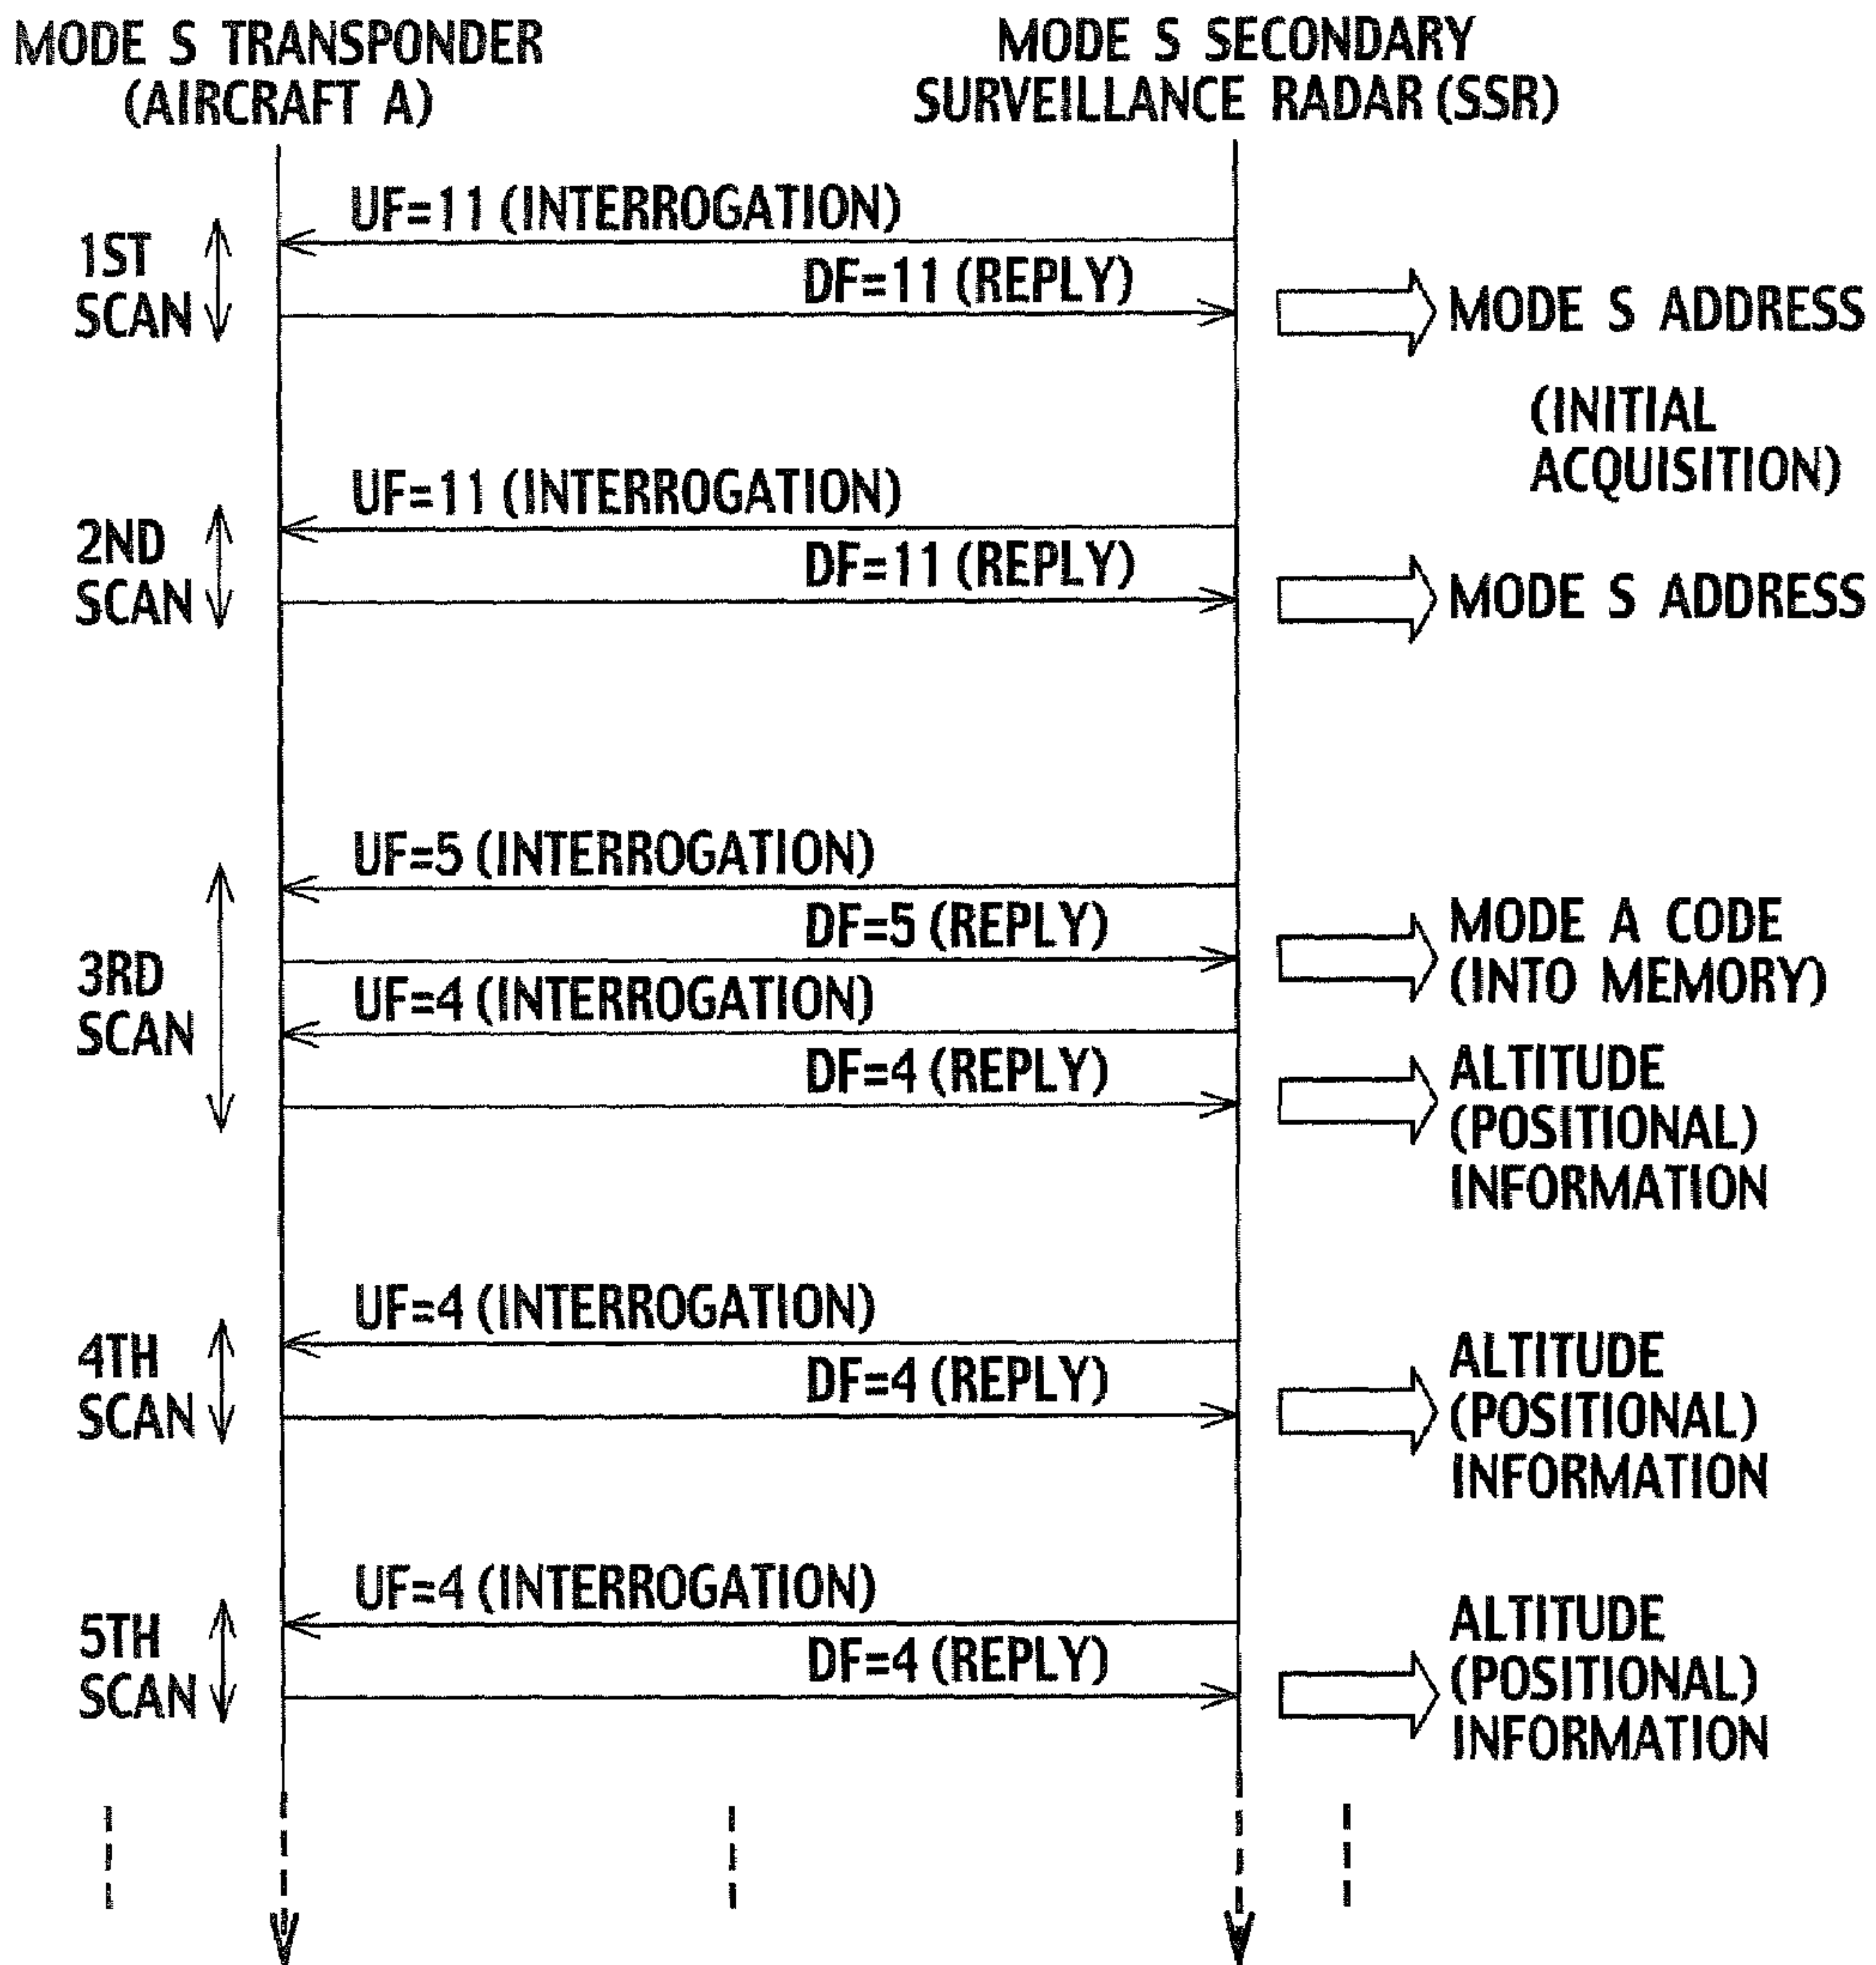 MODE S TRANSPONDER
(AIRCRAFT A)
MODE S SECONDARY
SURVEILLANCE RADAR (SSR)
1ST
SCAN
UF=11 (INTERROGATION)
DF=11 (REPLY)
MODE S ADDRESS
(INITIAL
ACQUISITION)
2ND
SCAN
UF=11 (INTERROGATION)
DF=11 (REPLY)
MODE S ADDRESS
3RD
SCAN
UF=5 (INTERROGATION)
DF=5 (REPLY)
MODE A CODE
(INTO MEMORY)
UF=4 (INTERROGATION)
DF=4 (REPLY)
ALTITUDE
(POSITIONAL)
INFORMATION
4TH
SCAN
UF=4 (INTERROGATION)
DF=4 (REPLY)
ALTITUDE
(POSITIONAL)
INFORMATION
5TH
SCAN
UF=4 (INTERROGATION)
DF=4 (REPLY)
ALTITUDE
(POSITIONAL)
INFORMATION